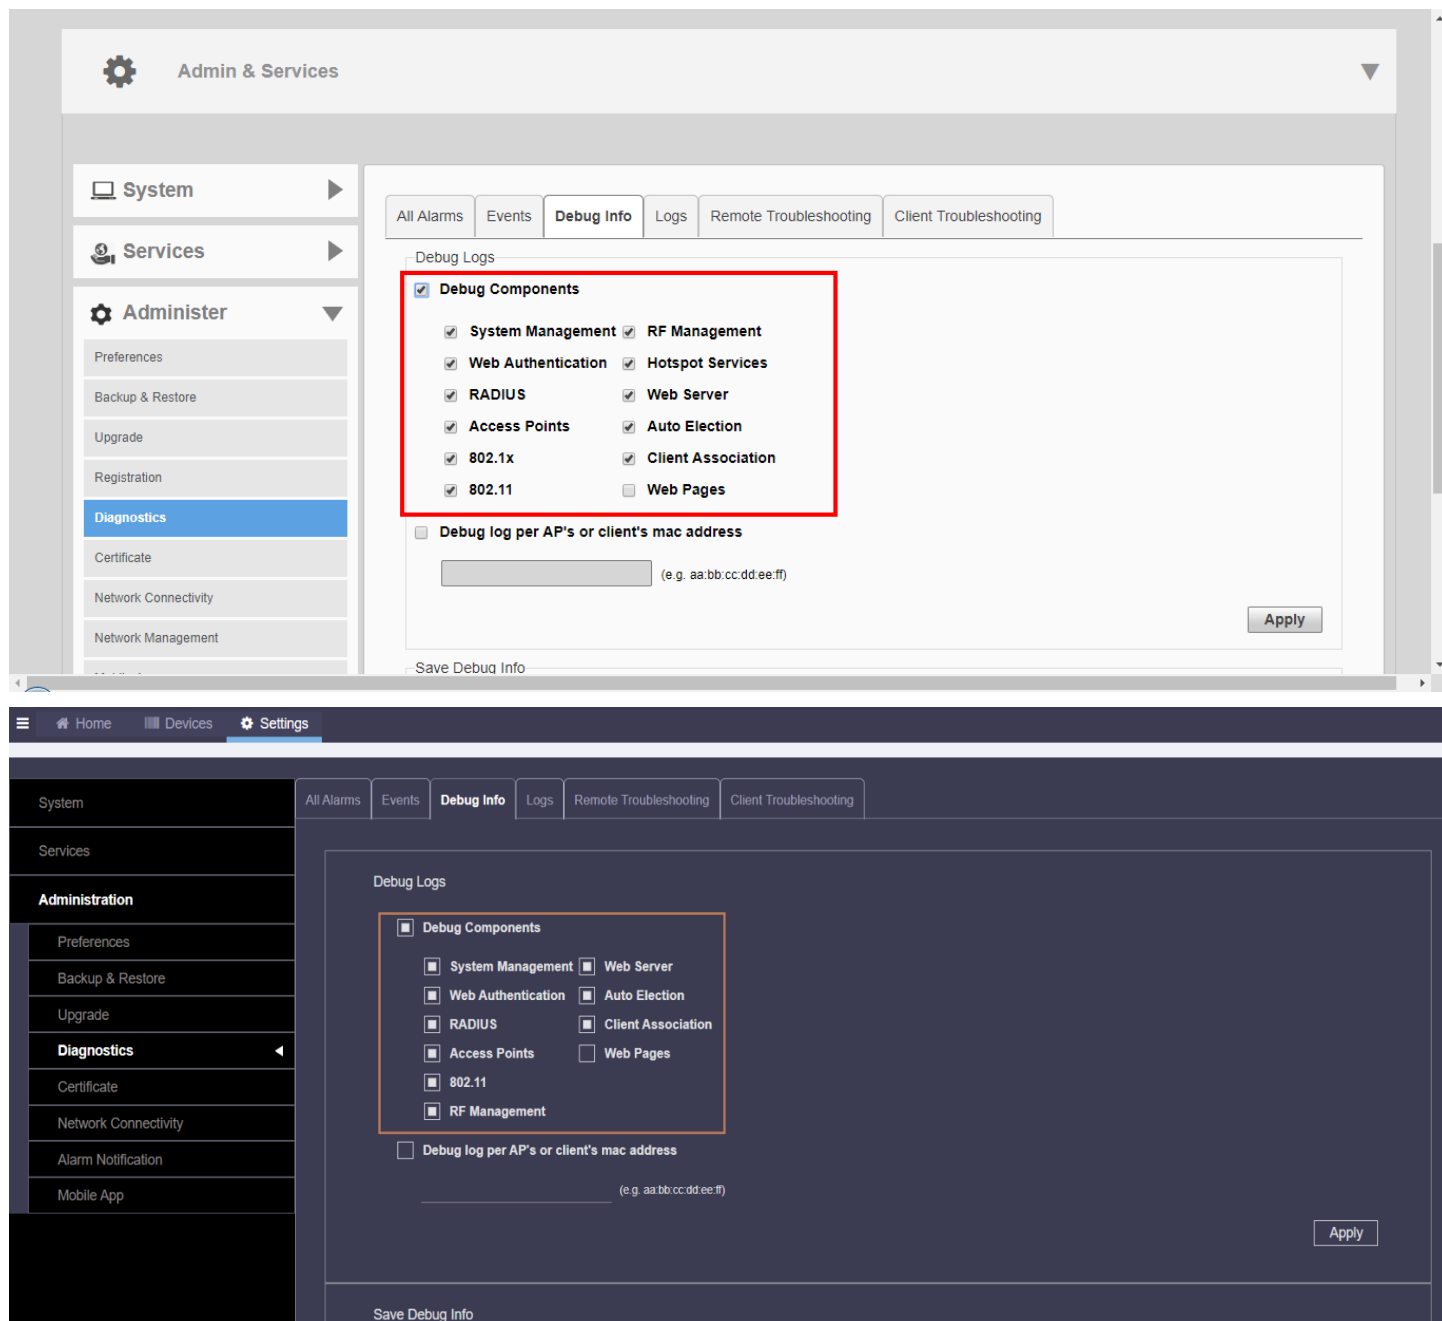 Admin & Services
System
Services
Administer
Preferences
Backup & Restore
Upgrade
Registration
Diagnostics
Certificate
Network Connectivity
Network Management
All Alarms Events Debug Info Logs Remote Troubleshooting Client Troubleshooting
Debug Logs
Debug Components
System Management RF Management
Web Authentication Hotspot Services
RADIUS Web Server
Access Points Auto Election
802.1x Client Association
802.11 Web Pages
Debug log per AP's or client's mac address
(e.g. aa:bb:cc:dd:ee:ff)
Apply
Save Debug Info
Home Devices Settings
System
Services
Administration
Preferences
Backup & Restore
Upgrade
Diagnostics
Certificate
Network Connectivity
Alarm Notification
Mobile App
All Alarms Events Debug Info Logs Remote Troubleshooting Client Troubleshooting
Debug Logs
Debug Components
System Management Web Server
Web Authentication Auto Election
RADIUS Client Association
Access Points Web Pages
802.11
RF Management
Debug log per AP's or client's mac address
(e.g. aa:bb:cc:dd:ee:ff)
Apply
Save Debug Info